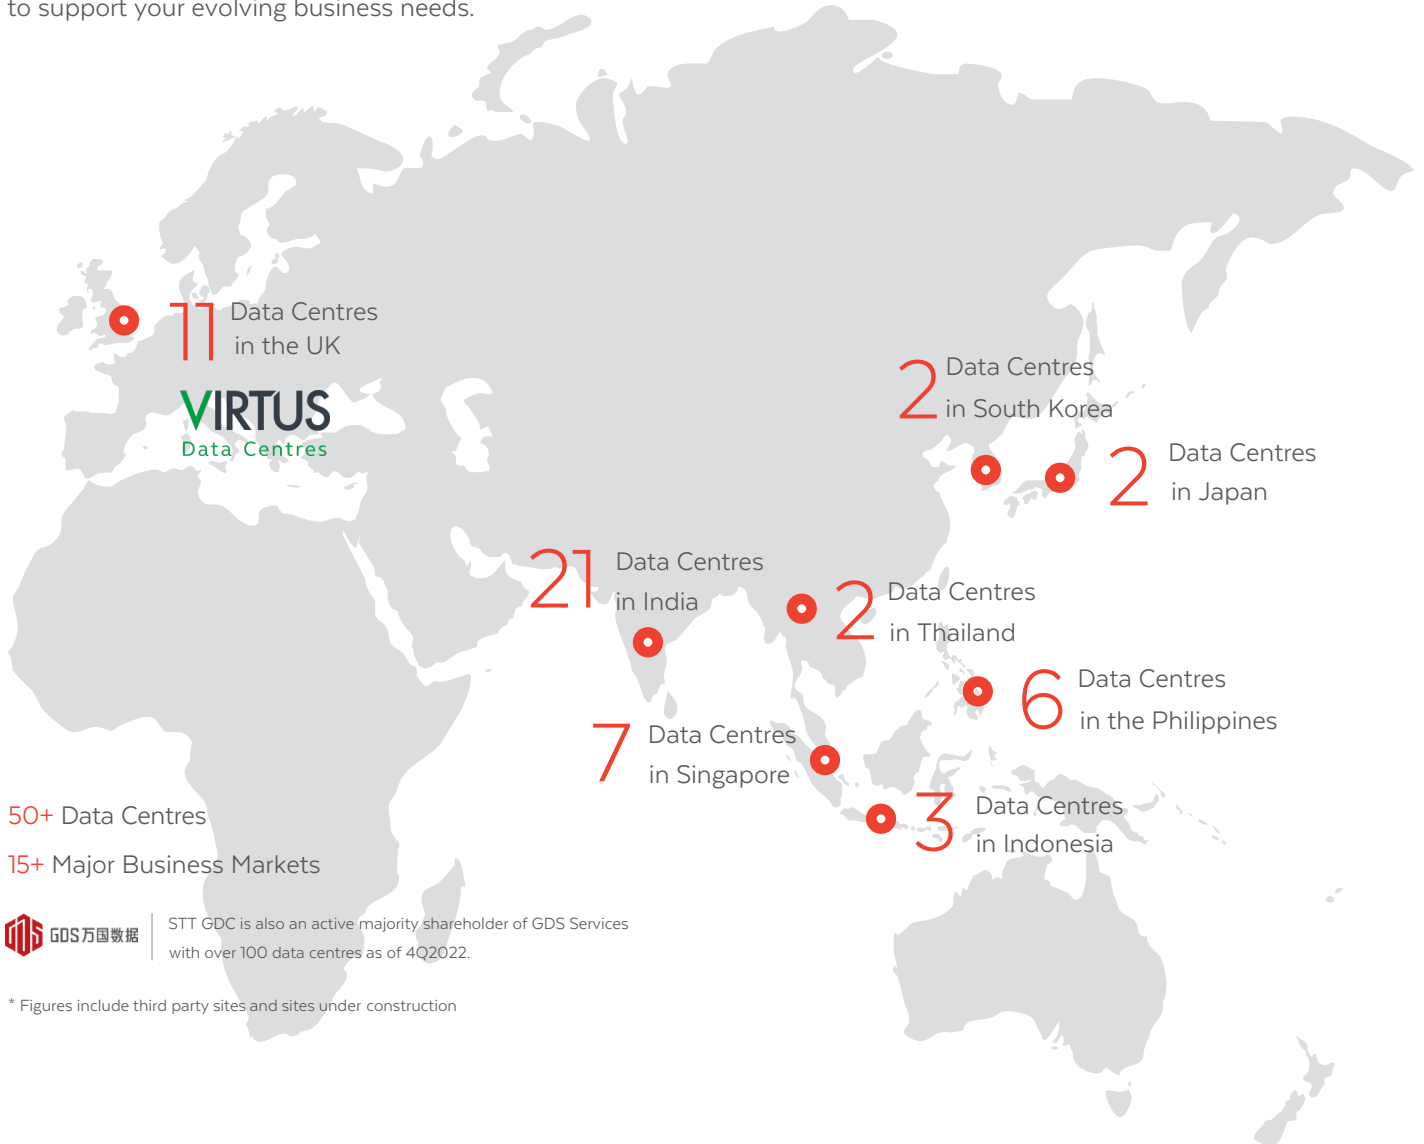 to support your evolving business needs.
11 Data Centres
in the UK
VIRTUS
Data Centres
2 Data Centres
in South Korea
2 Data Centres
in Japan
21 Data Centres
in India
2 Data Centres
in Thailand
6 Data Centres
in the Philippines
7 Data Centres
in Singapore
3 Data Centres
in Indonesia
50+ Data Centres
15+ Major Business Markets
GDS GDS万国数据
STT GDC is also an active majority shareholder of GDS Services
with over 100 data centres as of 4Q2022.
* Figures include third party sites and sites under construction